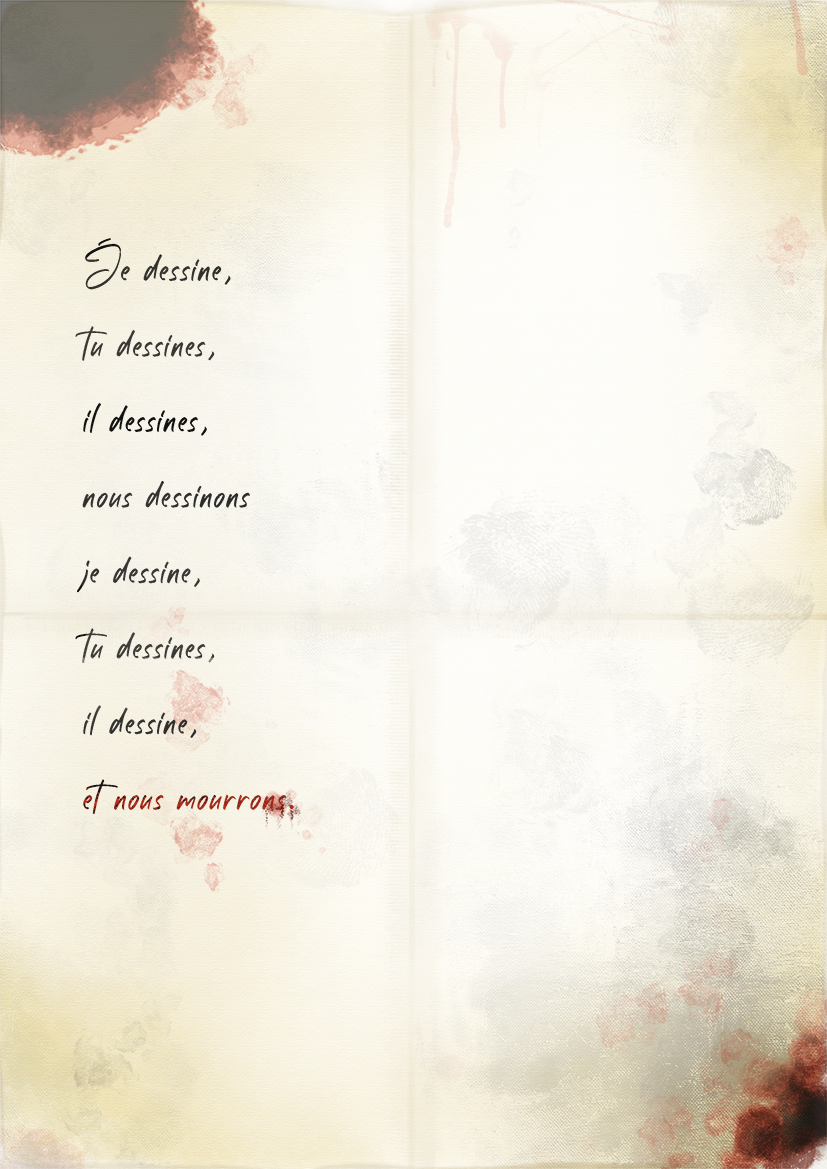 Je dessine,
Tu dessines,
il dessines,
nous dessinons
je dessine,
Tu dessines,
il dessine,
et nous mourrons.